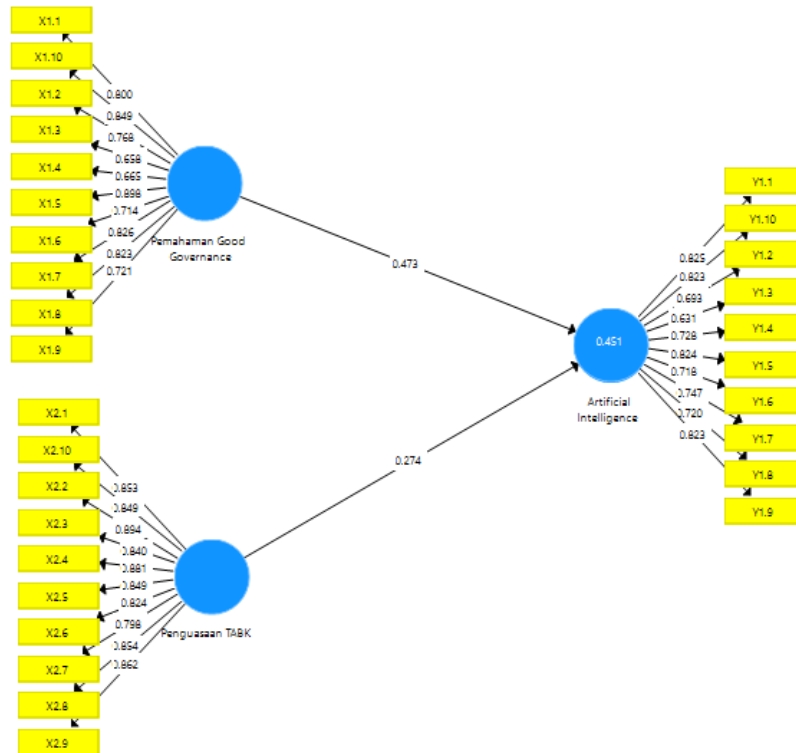 X1.1
X1.10
X1.2
X1.3
X1.4
X1.5
X1.6
X1.7
X1.8
X1.9
0.800
0.849
0.768
0.658
0.665
0.898
0.714
0.826
0.823
0.721
Pemahaman Good
Governance
0.473
X2.1
X2.10
X2.2
X2.3
X2.4
X2.5
X2.6
X2.7
X2.8
X2.9
0.853
0.849
0.894
0.840
0.881
0.849
0.824
0.798
0.854
0.862
Penguasaan TABK
0.274
0.451
Artificial
Intelligence
0.825
0.823
0.693
0.631
0.728
0.824
0.718
0.747
0.720
0.823
Y1.1
Y1.10
Y1.2
Y1.3
Y1.4
Y1.5
Y1.6
Y1.7
Y1.8
Y1.9